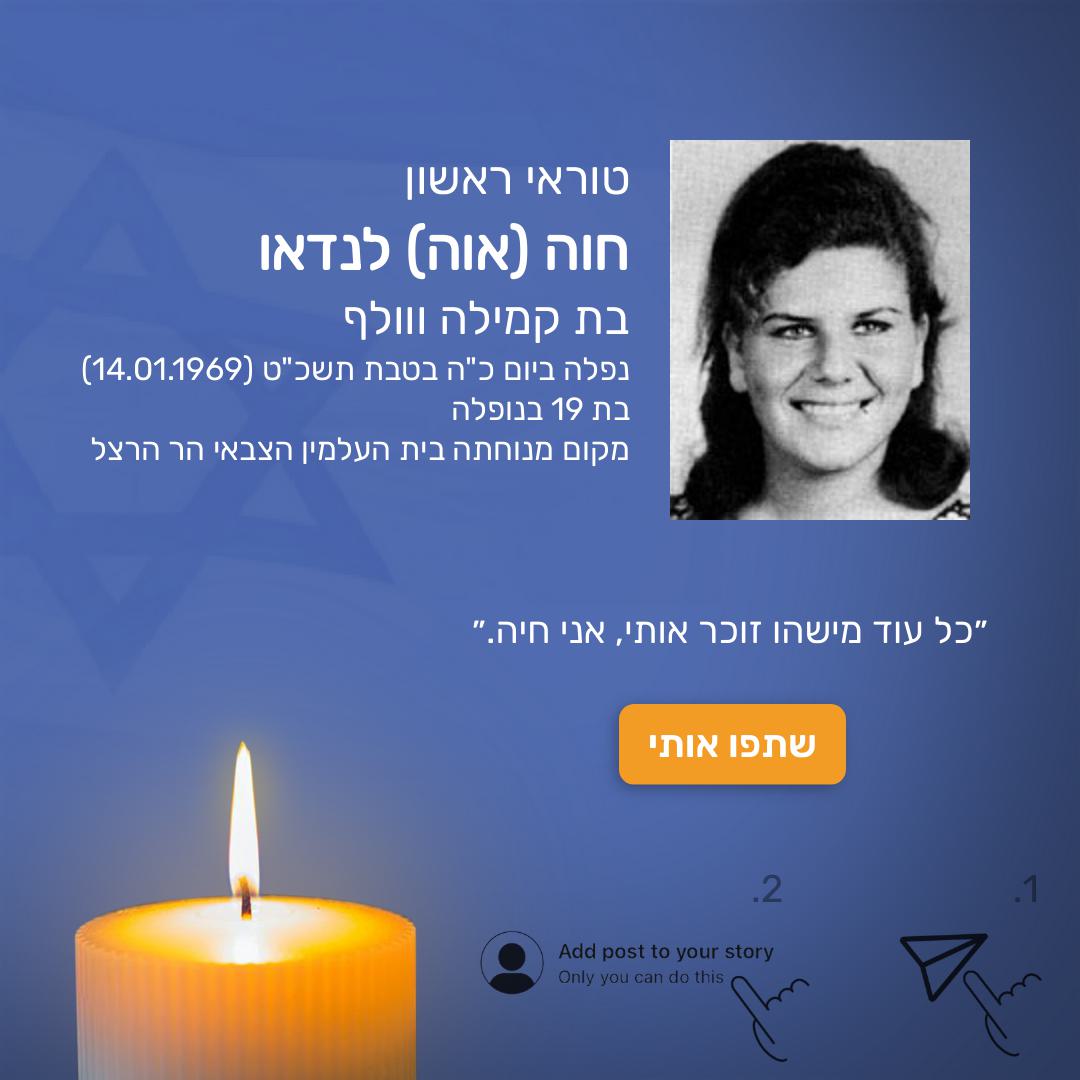 טוראי ראשון
חוה (אוה) לנדאו
בת קמילה ווולף
נפלה ביום כ"ה בטבת תשכ"ט (14.01.1969)
בת 19 בנופלה
מקום מנוחתה בית העלמין הצבאי הר הרצל
"כל עוד מישהו זוכר אותי, אני חיה."
שתפו אותי
1.
2.
Add post to your story
Only you can do this